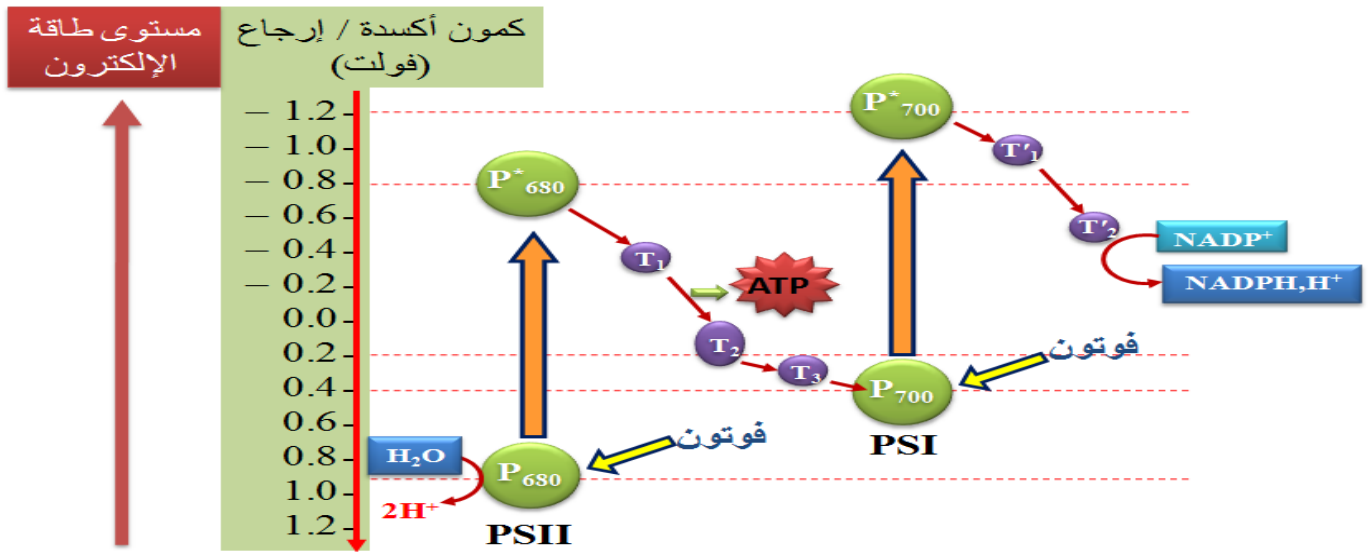 مستوى طاقة
الإلكترون
كمون أكسدة / إرجاع
(فولت)
– 1.2
– 1.0
– 0.8
– 0.6
– 0.4
– 0.2
0.0
0.2
0.4
0.6
0.8
1.0
1.2
P*680
T1
ATP
T2
T3
H2O
2H+
P680
PSII
فوتون
P*700
T'1
T'2
NADP+
NADPH,H+
P700
PSI
فوتون